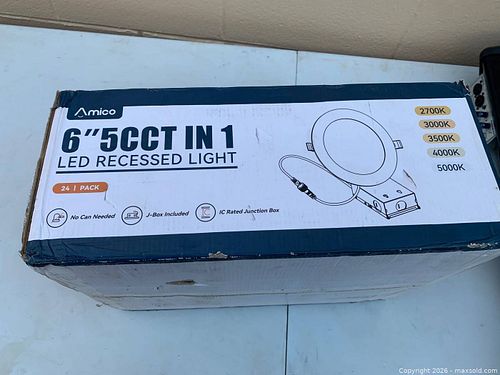 Amico
6"5CCT IN 1
LED RECESSED LIGHT
24 | PACK
No Can Needed
J-Box Included
IC Rated Junction Box
2700K
3000K
3500K
4000K
5000K
Copyright 2026 - maxsold.com